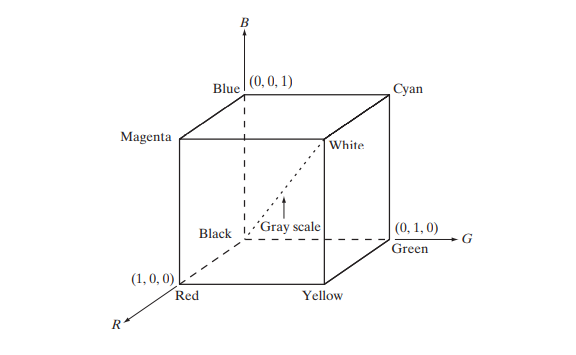 B
Blue
(0, 0, 1)
Cyan
Magenta
White
Black
Gray scale
(0, 1, 0)
G
Green
(1, 0, 0)
Red
Yellow
R